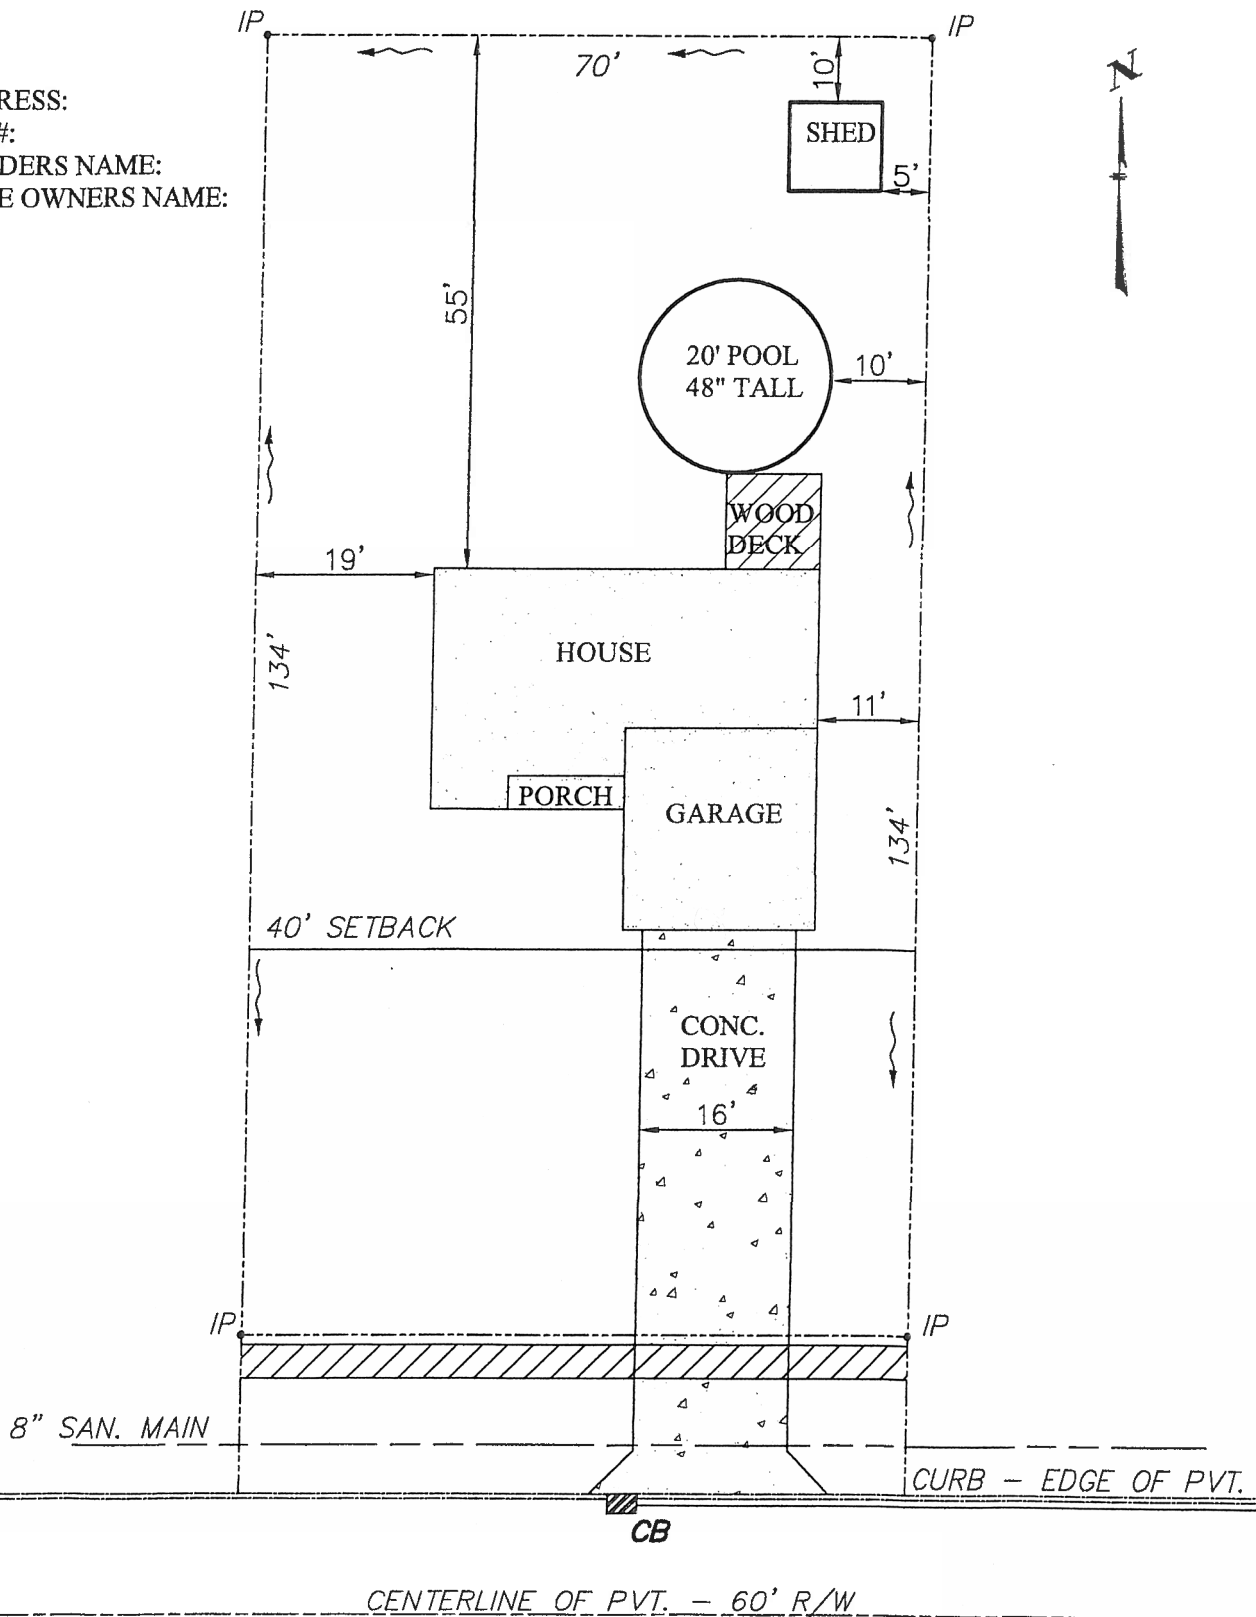 IP
IP
70'
10'
N
RESS:
#:
DERS NAME:
E OWNERS NAME:
SHED
5'
55'
20' POOL
48" TALL
10'
WOOD
DECK
19'
HOUSE
134'
11'
PORCH
GARAGE
134'
40' SETBACK
CONC.
DRIVE
16'
IP
IP
8" SAN. MAIN
CURB - EDGE OF PVT.
CB
CENTERLINE OF PVT. - 60' R/W